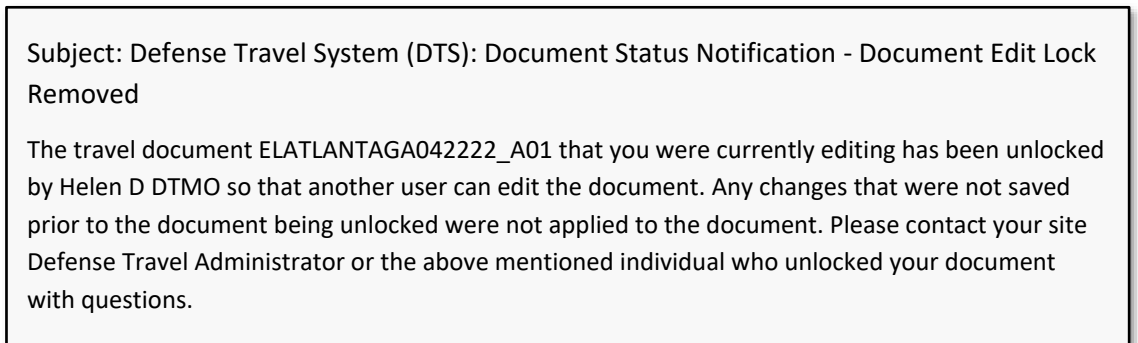 Subject: Defense Travel System (DTS): Document Status Notification - Document Edit Lock
Removed
The travel document ELATLANTAGA042222_A01 that you were currently editing has been unlocked
by Helen D DTMO so that another user can edit the document. Any changes that were not saved
prior to the document being unlocked were not applied to the document. Please contact your site
Defense Travel Administrator or the above mentioned individual who unlocked your document
with questions.